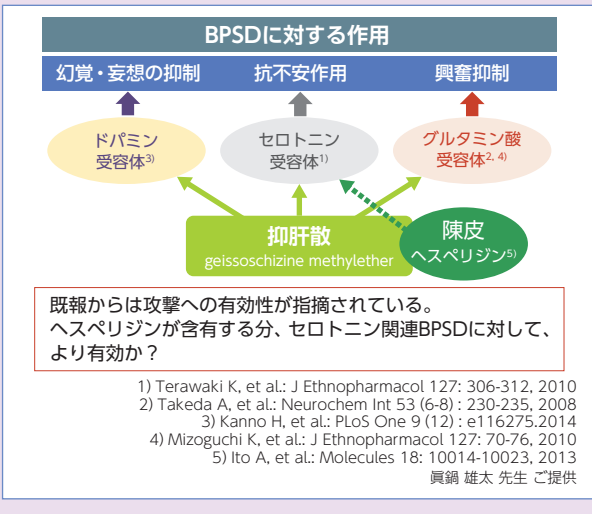 BPSDに対する作用
幻覚・妄想の抑制
抗不安作用
興奮抑制
ドパミン
受容体3)
セロトニン
受容体1)
グルタミン酸
受容体2, 4)
抑肝散
geissoschizine methylether
陳皮
ヘスペリジン5)
既報からは攻撃への有効性が指摘されている。
ヘスペリジンが含有する分、セロトニン関連BPSDに対して、
より有効か？
1) Terawaki K, et al.: J Ethnopharmacol 127: 306-312, 2010
2) Takeda A, et al.: Neurochem Int 53 (6-8) : 230-235, 2008
3) Kanno H, et al.: PLoS One 9 (12) : e116275.2014
4) Mizoguchi K, et al.: J Ethnopharmacol 127: 70-76, 2010
5) Ito A, et al.: Molecules 18: 10014-10023, 2013
眞鍋 雄太 先生 ご提供